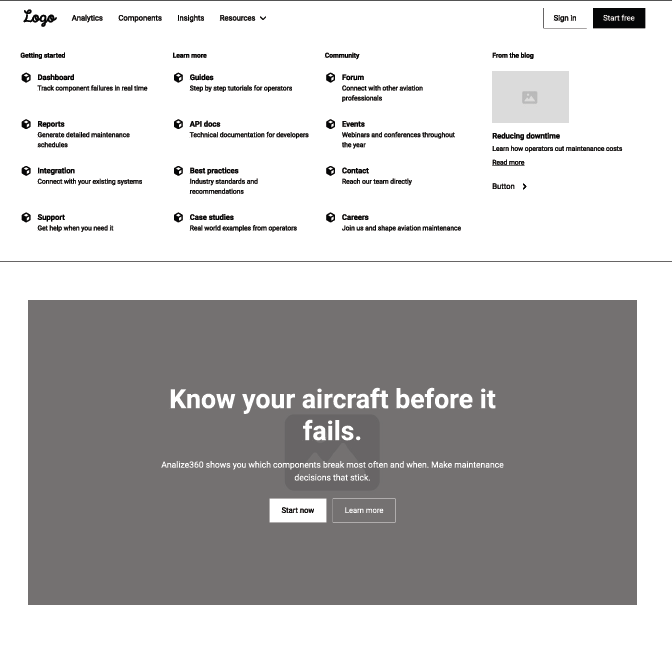 Logo
Analytics
Components
Insights
Resources
Sign in
Start free
Getting started
Dashboard
Track component failures in real time
Reports
Generate detailed maintenance
schedules
Integration
Connect with your existing systems
Support
Get help when you need it
Learn more
Guides
Step by step tutorials for operators
API docs
Technical documentation for developers
Best practices
Industry standards and
recommendations
Case studies
Real world examples from operators
Community
Forum
Connect with other aviation
professionals
Events
Webinars and conferences throughout
the year
Contact
Reach our team directly
Careers
Join us and shape aviation maintenance
From the blog
Reducing downtime
Learn how operators cut maintenance costs
Read more
Button
Know your aircraft before it
fails.
Analize360 shows you which components break most often and when. Make maintenance
decisions that stick.
Start now
Learn more